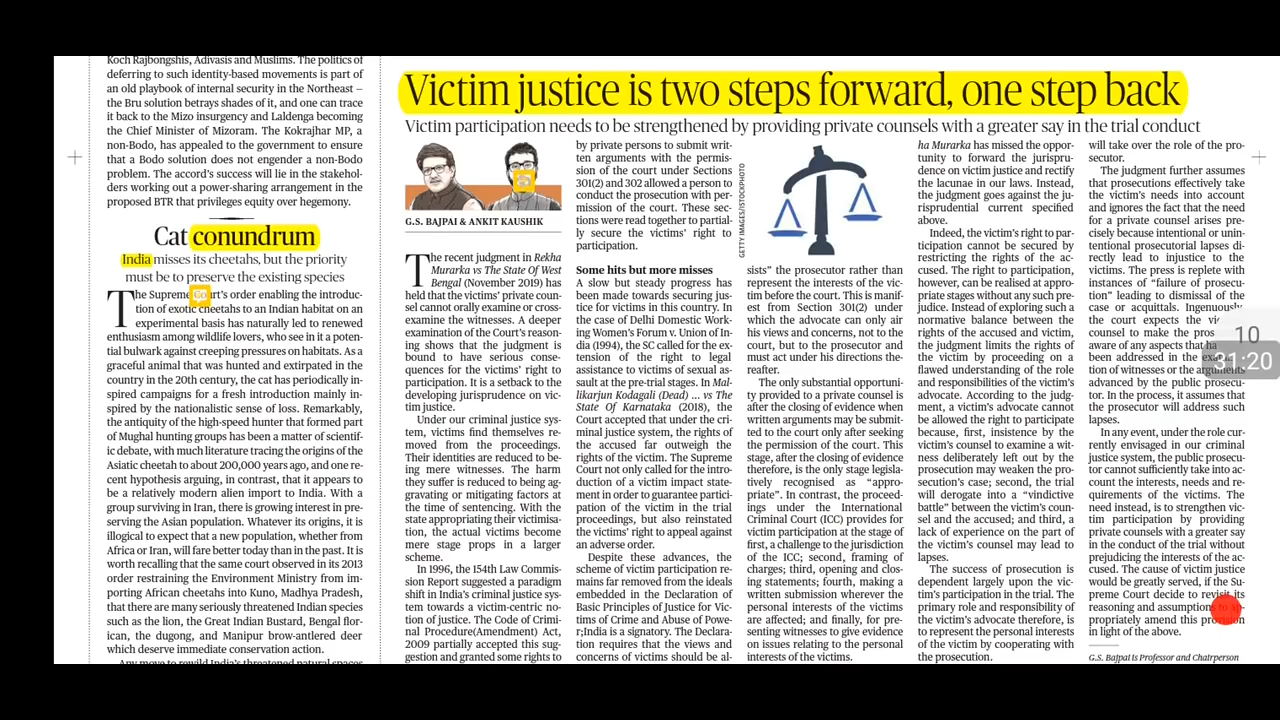 Koch Rajbongshis, Adivasis and Muslims. The politics of
deferring to such identity-based movements is part of
an old playbook of internal security in the Northeast –
the Bru solution betrays shades of it, and one can trace
it back to the Mizo insurgency and Laldenga becoming
the Chief Minister of Mizoram. The Kokrajhar MP, a
non-Bodo, has appealed to the government to ensure
that a Bodo solution does not engender a non-Bodo
problem. The accord's success will lie in the stakehol-
ders working out a power-sharing arrangement in the
proposed BTR that privileges equity over hegemony.
Cat conundrum
India misses its cheetahs, but the priority
must be to preserve the existing species
The Supreme rt's order enabling the introduc-
tion of exotic cheetahs to an Indian habitat on an
experimental basis has naturally led to renewed
enthusiasm among wildlife lovers, who see in it a poten-
tial bulwark against creeping pressures on habitats. As a
graceful animal that was hunted and extirpated in the
country in the 20th century, the cat has periodically in-
spired campaigns for a fresh introduction mainly in-
spired by the nationalistic sense of loss. Remarkably,
the antiquity of the high-speed hunter that formed part
of Mughal hunting groups has been a matter of scientif-
ic debate, with much literature tracing the origins of the
Asiatic cheetah to about 200,000 years ago, and one re-
cent hypothesis arguing, in contrast, that it appears to
be a relatively modern alien import to India. With a
group surviving in Iran, there is growing interest in pre-
serving the Asian population. Whatever its origins, it is
illogical to expect that a new population, whether from
Africa or Iran, will fare better today than in the past. It is
worth recalling that the same court observed in its 2013
order restraining the Environment Ministry from im-
porting African cheetahs into Kuno, Madhya Pradesh,
that there are many seriously threatened Indian species
such as the lion, the Great Indian Bustard, Bengal flor-
ican, the dugong, and Manipur brow-antlered deer
which deserve immediate conservation action.
Any move to rewild India's threatened natural spaces
Victim justice is two steps forward, one step back
Victim participation needs to be strengthened by providing private counsels with a greater say in the trial conduct
G.S. BAJPAI & ANKIT KAUSHIK
The recent judgment in Rekha
Murarka vs The State Of West
Bengal (November 2019) has
held that the victims' private coun-
sel cannot orally examine or cross-
examine the witnesses. A deeper
examination of the Court's reason-
ing shows that the judgment is
bound to have serious conse-
quences for the victims' right to
participation. It is a setback to the
developing jurisprudence on vic-
tim justice.
Under our criminal justice sys-
tem, victims find themselves re-
moved from the proceedings.
Their identities are reduced to be-
ing mere witnesses. The harm
they suffer is reduced to being ag-
gravating or mitigating factors at
the time of sentencing. With the
state appropriating their victimisa-
tion, the actual victims become
mere stage props in a larger
scheme.
In 1996, the 154th Law Commis-
sion Report suggested a paradigm
shift in India's criminal justice sys-
tem towards a victim-centric no-
tion of justice. The Code of Crimi-
nal Procedure(Amendment) Act,
2009 partially accepted this sug-
gestion and granted some rights to
by private persons to submit writ-
ten arguments with the permis-
sion of the court under Sections
301(2) and 302 allowed a person to
conduct the prosecution with per-
mission of the court. These sec-
tions were read together to partial-
ly secure the victims' right to
participation.
Some hits but more misses
A slow but steady progress has
been made towards securing jus-
tice for victims in this country. In
the case of Delhi Domestic Work-
ing Women's Forum v. Union of In-
dia (1994), the SC called for the ex-
tension of the right to legal
assistance to victims of sexual as-
sault at the pre-trial stages. In Mal-
likarjun Kodagali (Dead) ... vs The
State Of Karnataka (2018), the
Court accepted that under the cri-
minal justice system, the rights of
the accused far outweigh the
rights of the victim. The Supreme
Court not only called for the intro-
duction of a victim impact state-
ment in order to guarantee partici-
pation of the victim in the trial
proceedings, but also reinstated
the victims' right to appeal against
an adverse order.
Despite these advances, the
scheme of victim participation re-
mains far removed from the ideals
embedded in the Declaration of
Basic Principles of Justice for Vic-
tims of Crime and Abuse of Powe-
r;India is a signatory. The Declara-
tion requires that the views and
concerns of victims should be al-
GETTY IMAGES/ISTOCKPHOTO
sists" the prosecutor rather than
represent the interests of the vic-
tim before the court. This is manif-
est from Section 301(2) under
which the advocate can only air
his views and concerns, not to the
court, but to the prosecutor and
must act under his directions the-
reafter.
The only substantial opportuni-
ty provided to a private counsel is
after the closing of evidence when
written arguments may be submit-
ted to the court only after seeking
the permission of the court. This
stage, after the closing of evidence
therefore, is the only stage legisla-
tively recognised as "appro-
priate". In contrast, the proceed-
ings under the International
Criminal Court (ICC) provides for
victim participation at the stage of
first, a challenge to the jurisdiction
of the ICC; second, framing of
charges; third, opening and clos-
ing statements; fourth, making a
written submission wherever the
personal interests of the victims
are affected; and finally, for pre-
senting witnesses to give evidence
on issues relating to the personal
interests of the victims.
ha Murarka has missed the oppor-
tunity to forward the jurispru-
dence on victim justice and rectify
the lacunae in our laws. Instead,
the judgment goes against the ju-
risprudential current specified
above.
Indeed, the victim's right to par-
ticipation cannot be secured by
restricting the rights of the ac-
cused. The right to participation,
however, can be realised at appro-
priate stages without any such pre-
judice. Instead of exploring such a
normative balance between the
rights of the accused and victim,
the judgment limits the rights of
the victim by proceeding on a
flawed understanding of the role
and responsibilities of the victim's
advocate. According to the judg-
ment, a victim's advocate cannot
be allowed the right to participate
because, first, insistence by the
victim's counsel to examine a wit-
ness deliberately left out by the
prosecution may weaken the pro-
secution's case; second, the trial
will derogate into a "vindictive
battle" between the victim's coun-
sel and the accused; and third, a
lack of experience on the part of
the victim's counsel may lead to
lapses.
The success of prosecution is
dependent largely upon the vic-
tim's participation in the trial. The
primary role and responsibility of
the victim's advocate therefore, is
to represent the personal interests
of the victim by cooperating with
the prosecution.
will take over the role of the pro-
secutor.
The judgment further assumes
that prosecutions effectively take
the victim's needs into account
and ignores the fact that the need
for a private counsel arises pre-
cisely because intentional or unin-
tentional prosecutorial lapses di-
rectly lead to injustice to the
victims. The press is replete with
instances of "failure of prosecu-
tion" leading to dismissal of the
case or acquittals. Ingenuously,
the court expects the
counsel to make the
aware of any aspects that
been addressed in the
tion of witnesses or the
advanced by the public prosecu-
tor. In the process, it assumes that
the prosecutor will address such
lapses.
In any event, under the role cur-
rently envisaged in our criminal
justice system, the public prosecu-
tor cannot sufficiently take into ac-
count the interests, needs and re-
quirements of the victims. The
need instead, is to strengthen vic-
tim participation by providing
private counsels with a greater say
in the conduct of the trial without
prejudicing the interests of the ac-
cused. The cause of victim justice
would be greatly served, if the Su-
preme Court decide to revisit its
reasoning and assumptions to ap-
propriately amend this provision
in light of the above.
G.S. Bajpai is Professor and Chairperson
10
31:20